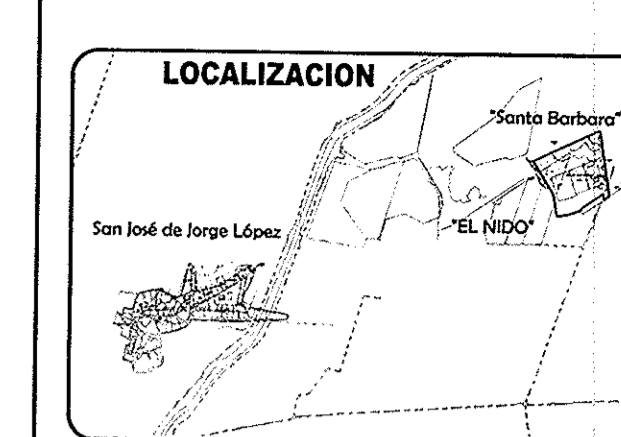 LOCALIZACION
"Santa Barbara"
"EL NIDO"
San José de Jorge López